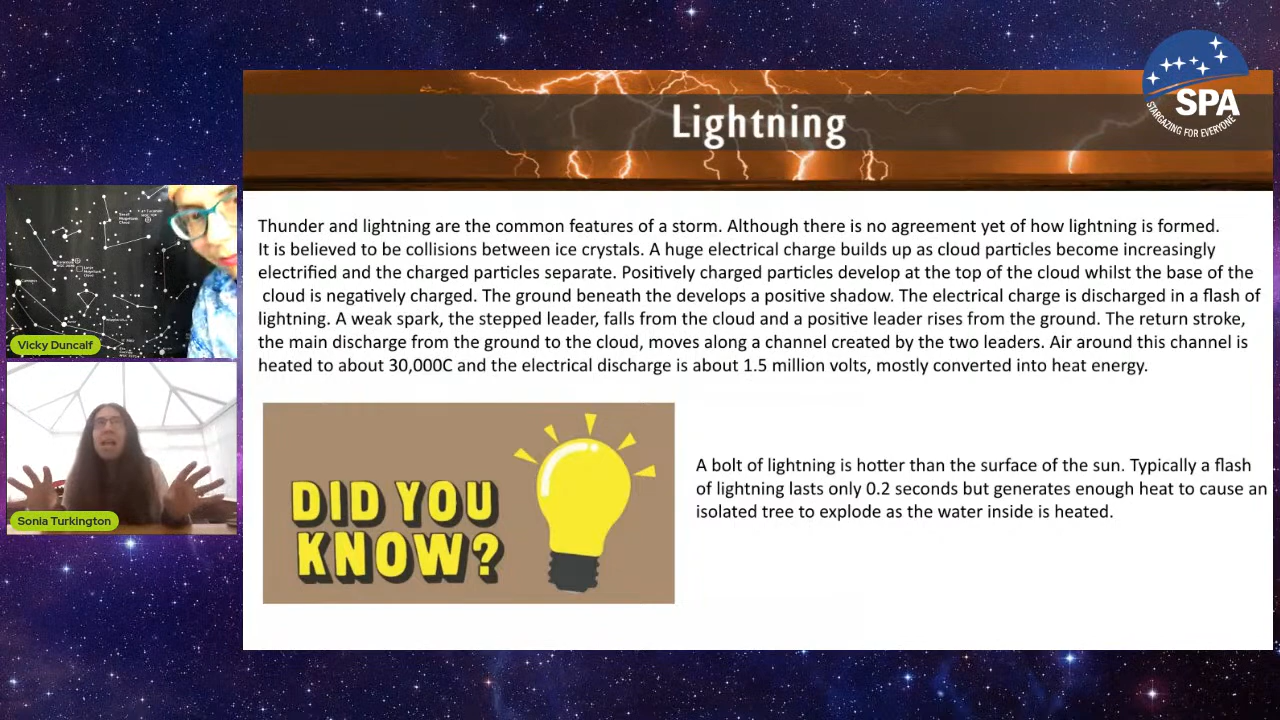 Lightning
SPA
STARGAZING FOR EVERYONE
Thunder and lightning are the common features of a storm. Although there is no agreement yet of how lightning is formed.
It is believed to be collisions between ice crystals. A huge electrical charge builds up as cloud particles become increasingly
electrified and the charged particles separate. Positively charged particles develop at the top of the cloud whilst the base of the
cloud is negatively charged. The ground beneath the develops a positive shadow. The electrical charge is discharged in a flash of
lightning. A weak spark, the stepped leader, falls from the cloud and a positive leader rises from the ground. The return stroke,
the main discharge from the ground to the cloud, moves along a channel created by the two leaders. Air around this channel is
heated to about 30,000C and the electrical discharge is about 1.5 million volts, mostly converted into heat energy.
Vicky Duncalf
Sonia Turkington
DID YOU
KNOW?
A bolt of lightning is hotter than the surface of the sun. Typically a flash
of lightning lasts only 0.2 seconds but generates enough heat to cause an
isolated tree to explode as the water inside is heated.